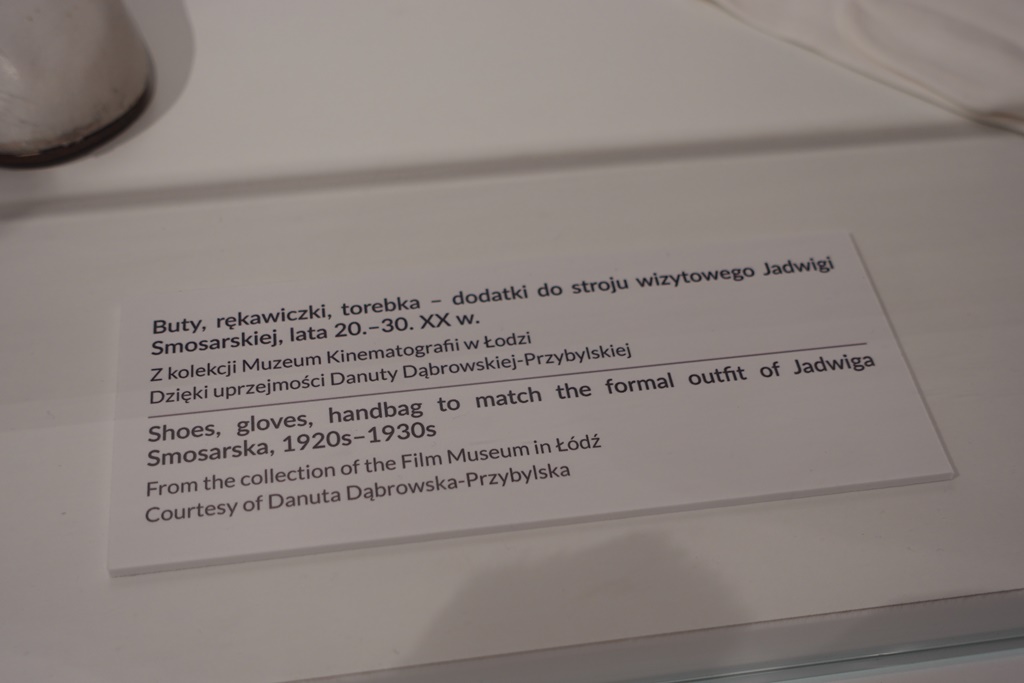 Buty, rękawiczki, torebka – dodatki do stroju wizytowego Jadwigi
Smosarskiej, lata 20.–30. XX w.
Z kolekcji Muzeum Kinematografii w Łodzi
Dzięki uprzejmości Danuty Dąbrowskiej-Przybylskiej
Shoes, gloves, handbag to match the formal outfit of Jadwiga
Smosarska, 1920s–1930s
From the collection of the Film Museum in Łódź
Courtesy of Danuta Dąbrowska-Przybylska